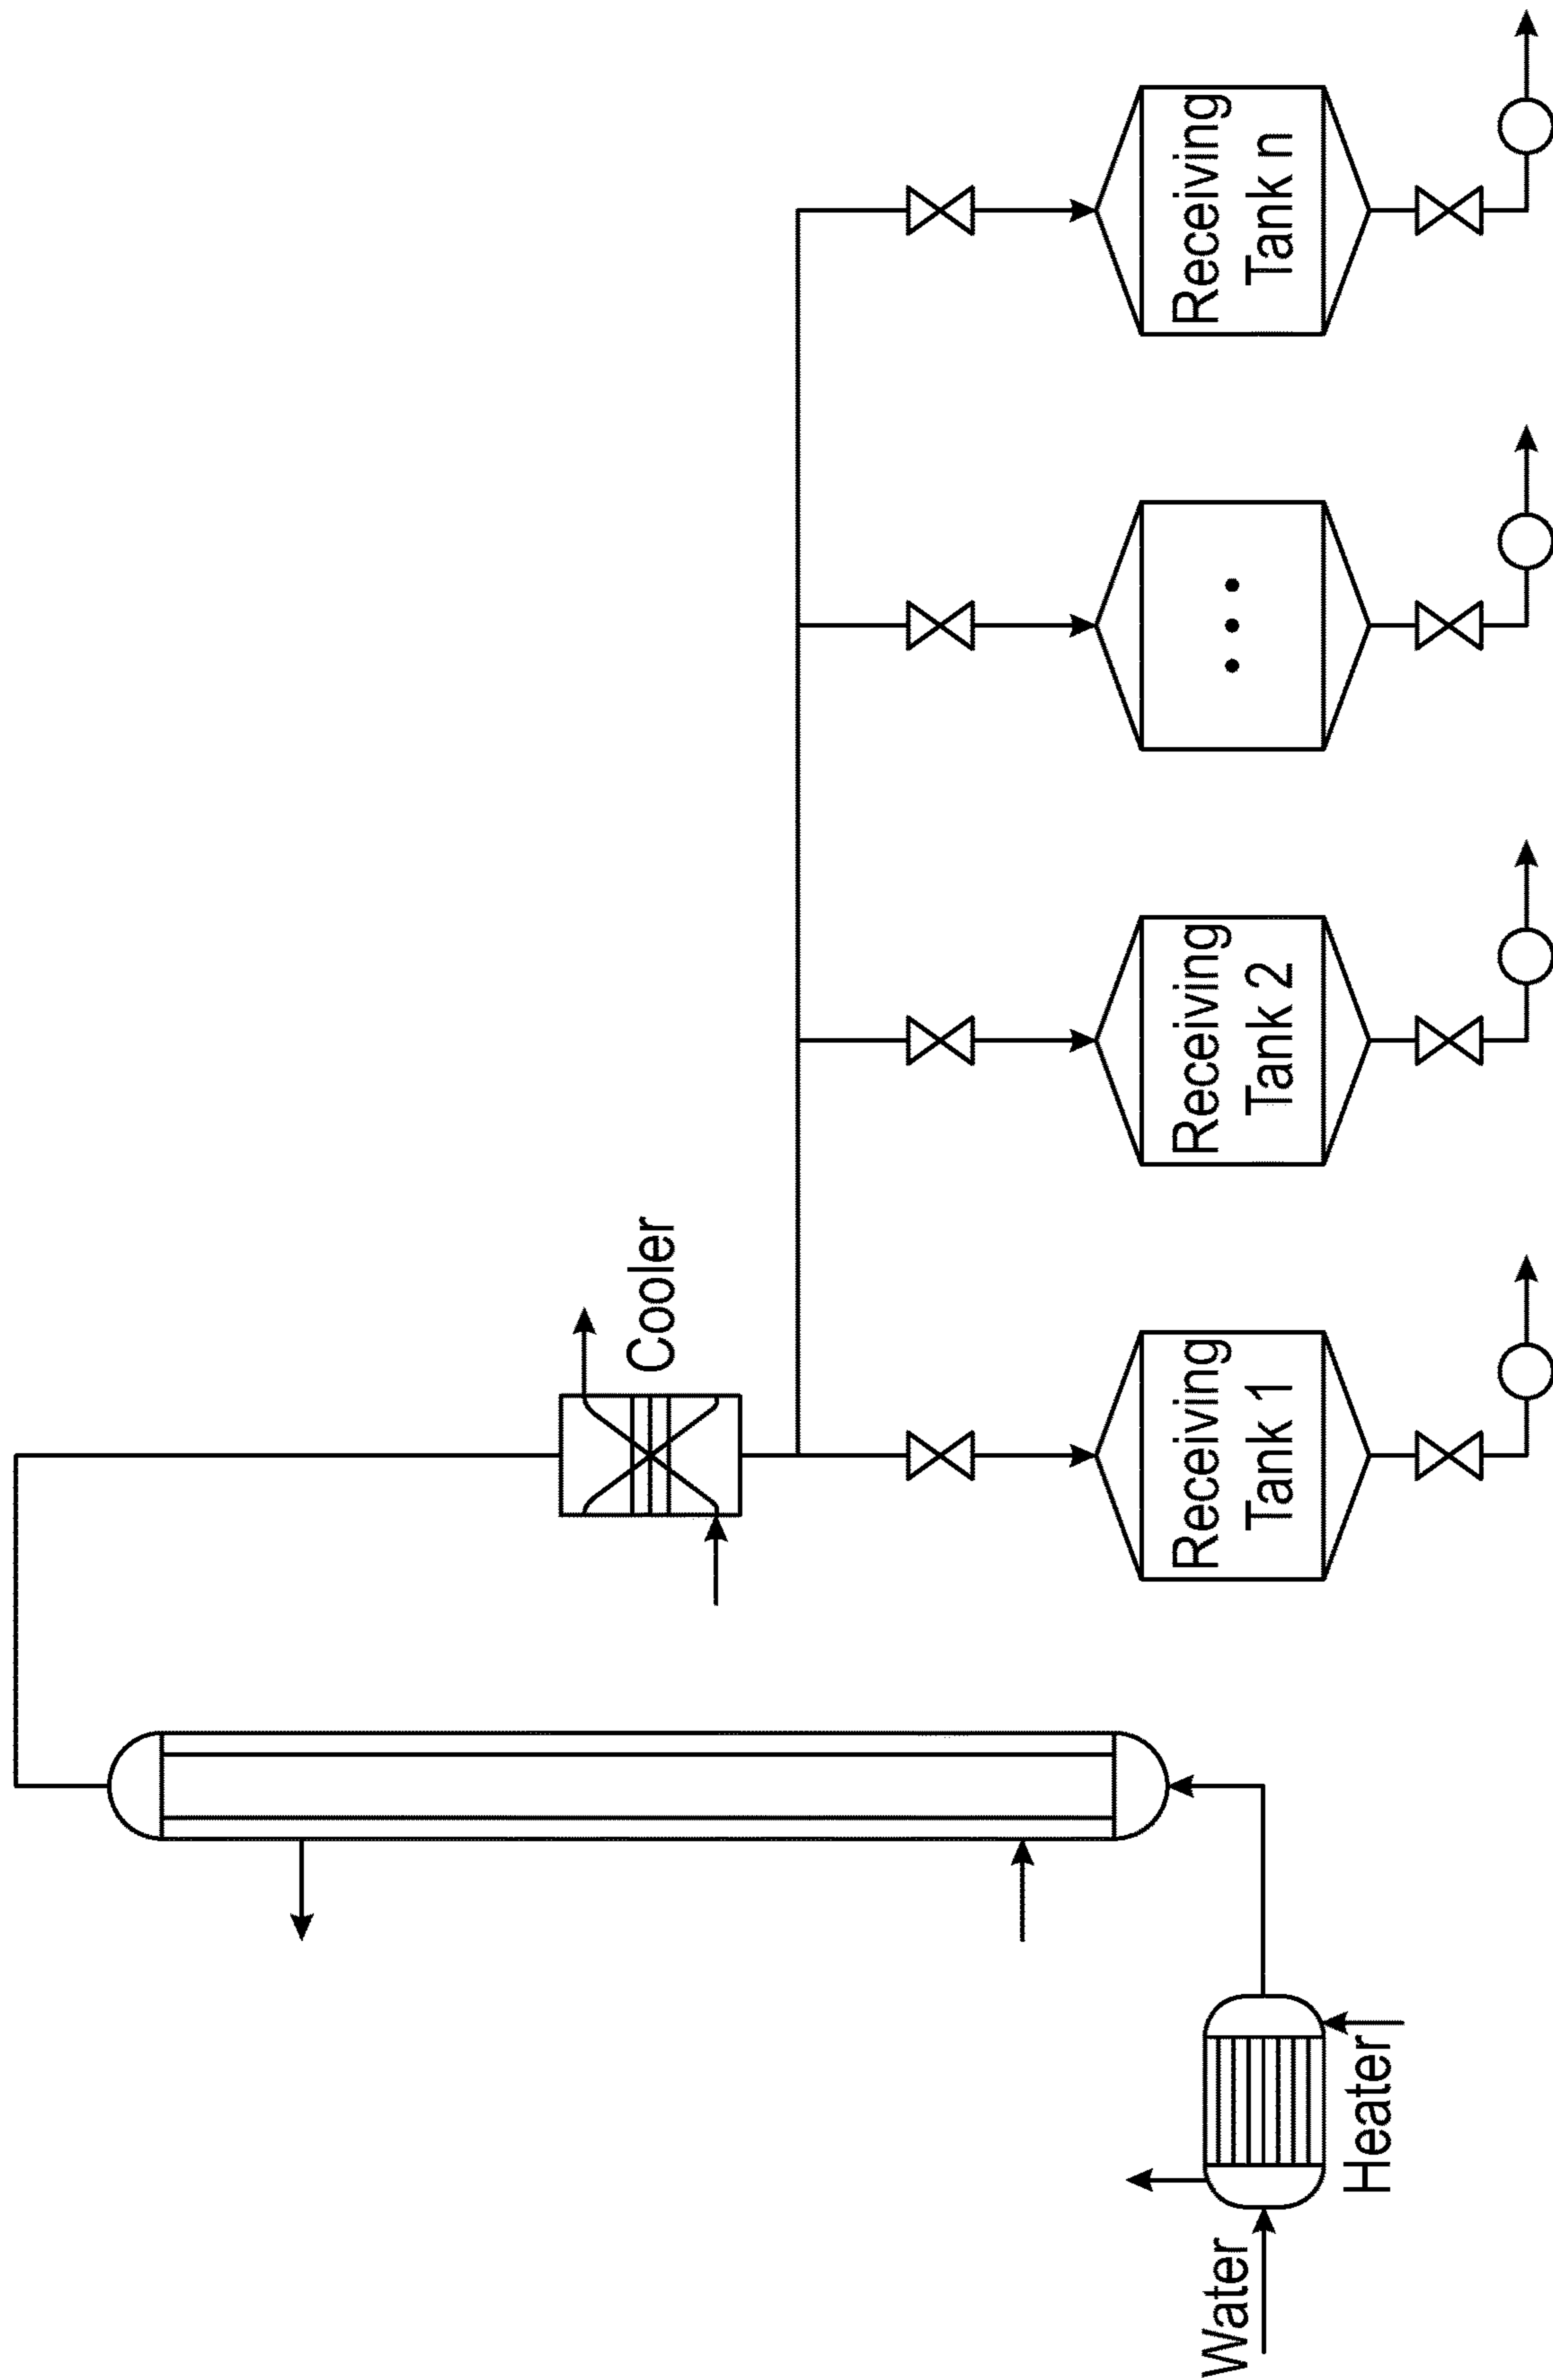 Water
Heater
Cooler
Receiving
Tank 1
Receiving
Tank 2
• • •
Receiving
Tank n